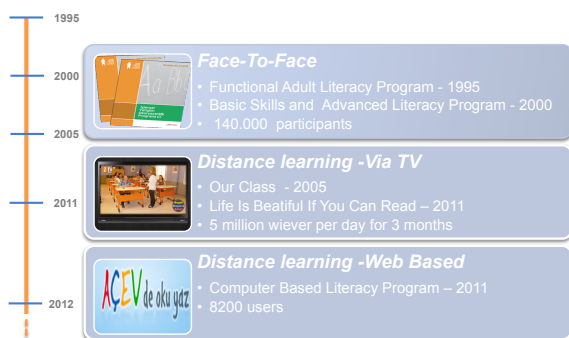 1995
2000
2005
2011
2012
Face-To-Face
• Functional Adult Literacy Program - 1995
• Basic Skills and Advanced Literacy Program - 2000
• 140.000 participants
Distance learning -Via TV
• Our Class - 2005
• Life Is Beatiful If You Can Read – 2011
• 5 million wiever per day for 3 months
AÇEV de oku yaz
Distance learning -Web Based
• Computer Based Literacy Program – 2011
• 8200 users